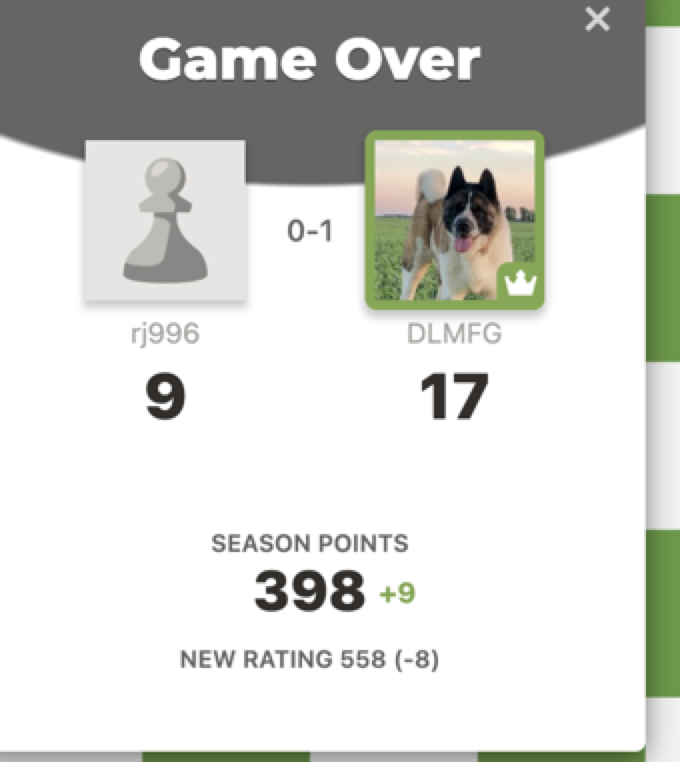 Game Over
0-1
rj996
DLMFG
9
17
SEASON POINTS
398 +9
NEW RATING 558 (-8)